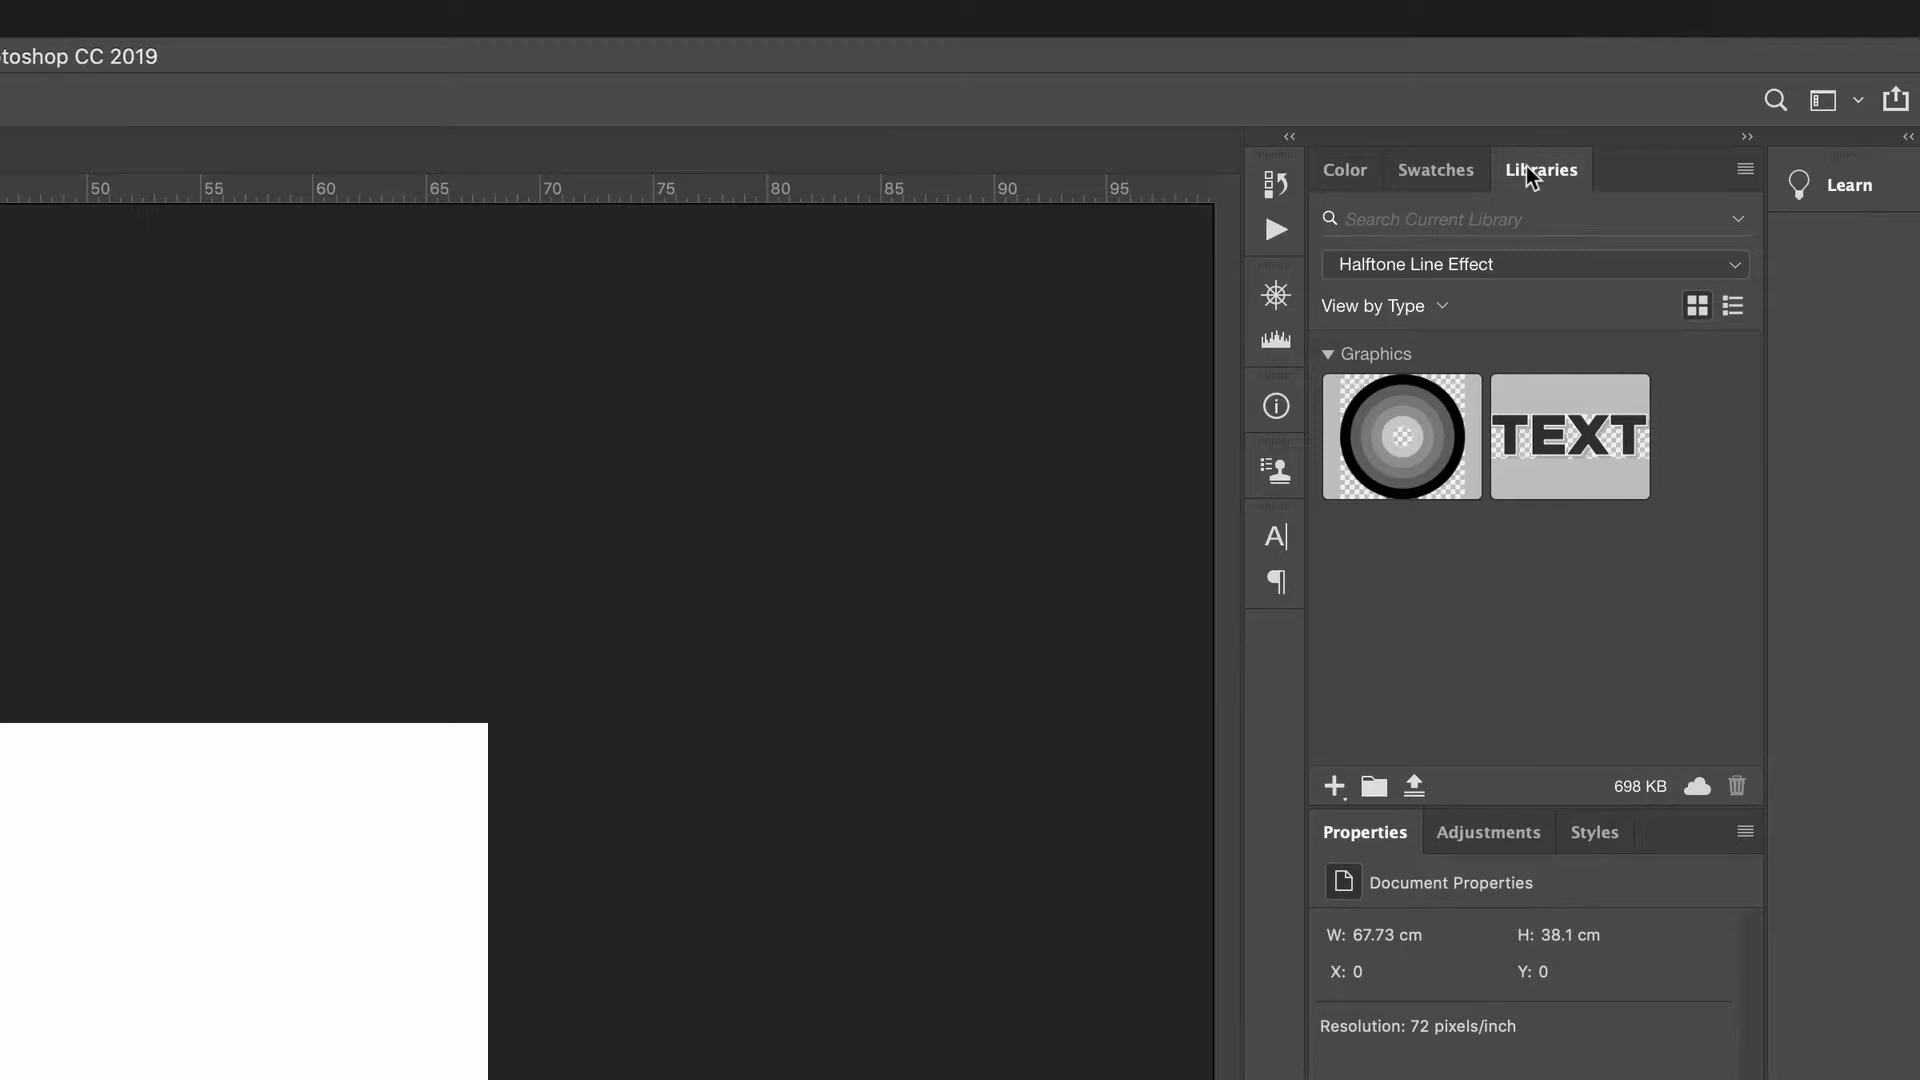 toshop CC 2019
50 55 60 65 70 75 80 85 90 95
Color Swatches Libraries
Learn
Search Current Library
Halftone Line Effect
View by Type
Graphics
TEXT
A
698 KB
Properties Adjustments Styles
Document Properties
W: 67.73 cm H: 38.1 cm
X: 0 Y: 0
Resolution: 72 pixels/inch